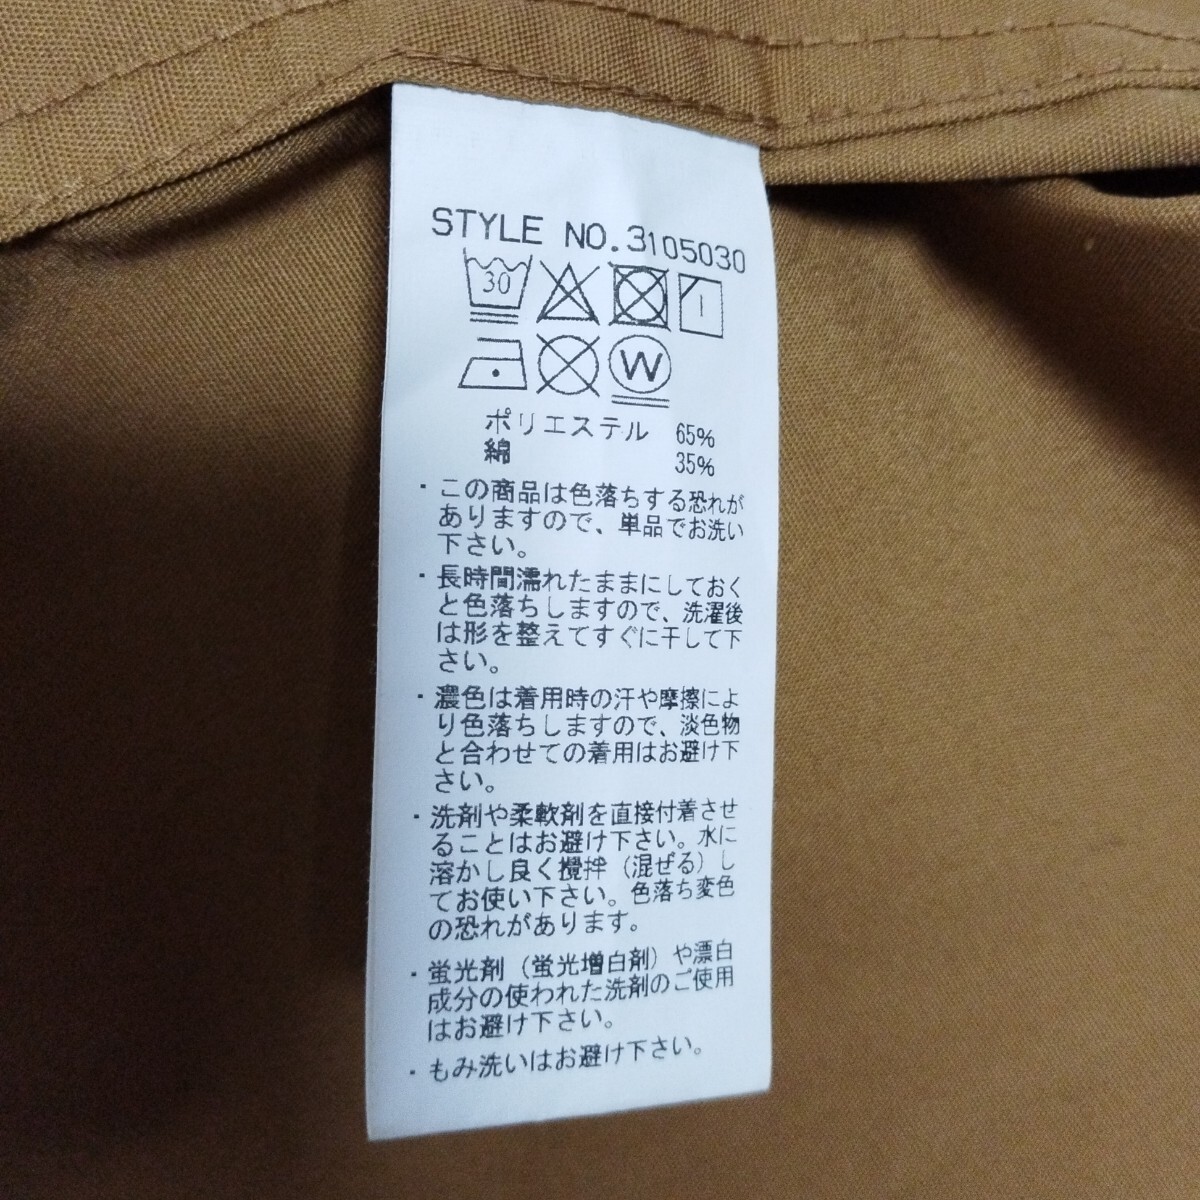 STYLE NO.3105030
30
W
ポリエステル 65%
綿 35%
・この商品は色落ちする恐れが
ありますので、単品でお洗い
下さい。
・長時間濡れたままにしておく
と色落ちしますので、洗濯後
は形を整えてすぐに干して下
さい。
・濃色は着用時の汗や摩擦によ
り色落ちしますので、淡色物
と合わせての着用はお避け下
さい。
・洗剤や柔軟剤を直接付着させ
ることはお避け下さい。水に
溶かし良く攪拌（混ぜる）し
てお使い下さい。色落ち変色
の恐れがあります。
・蛍光剤（蛍光増白剤）や漂白
成分の使われた洗剤のご使用
はお避け下さい。
・もみ洗いはお避け下さい。